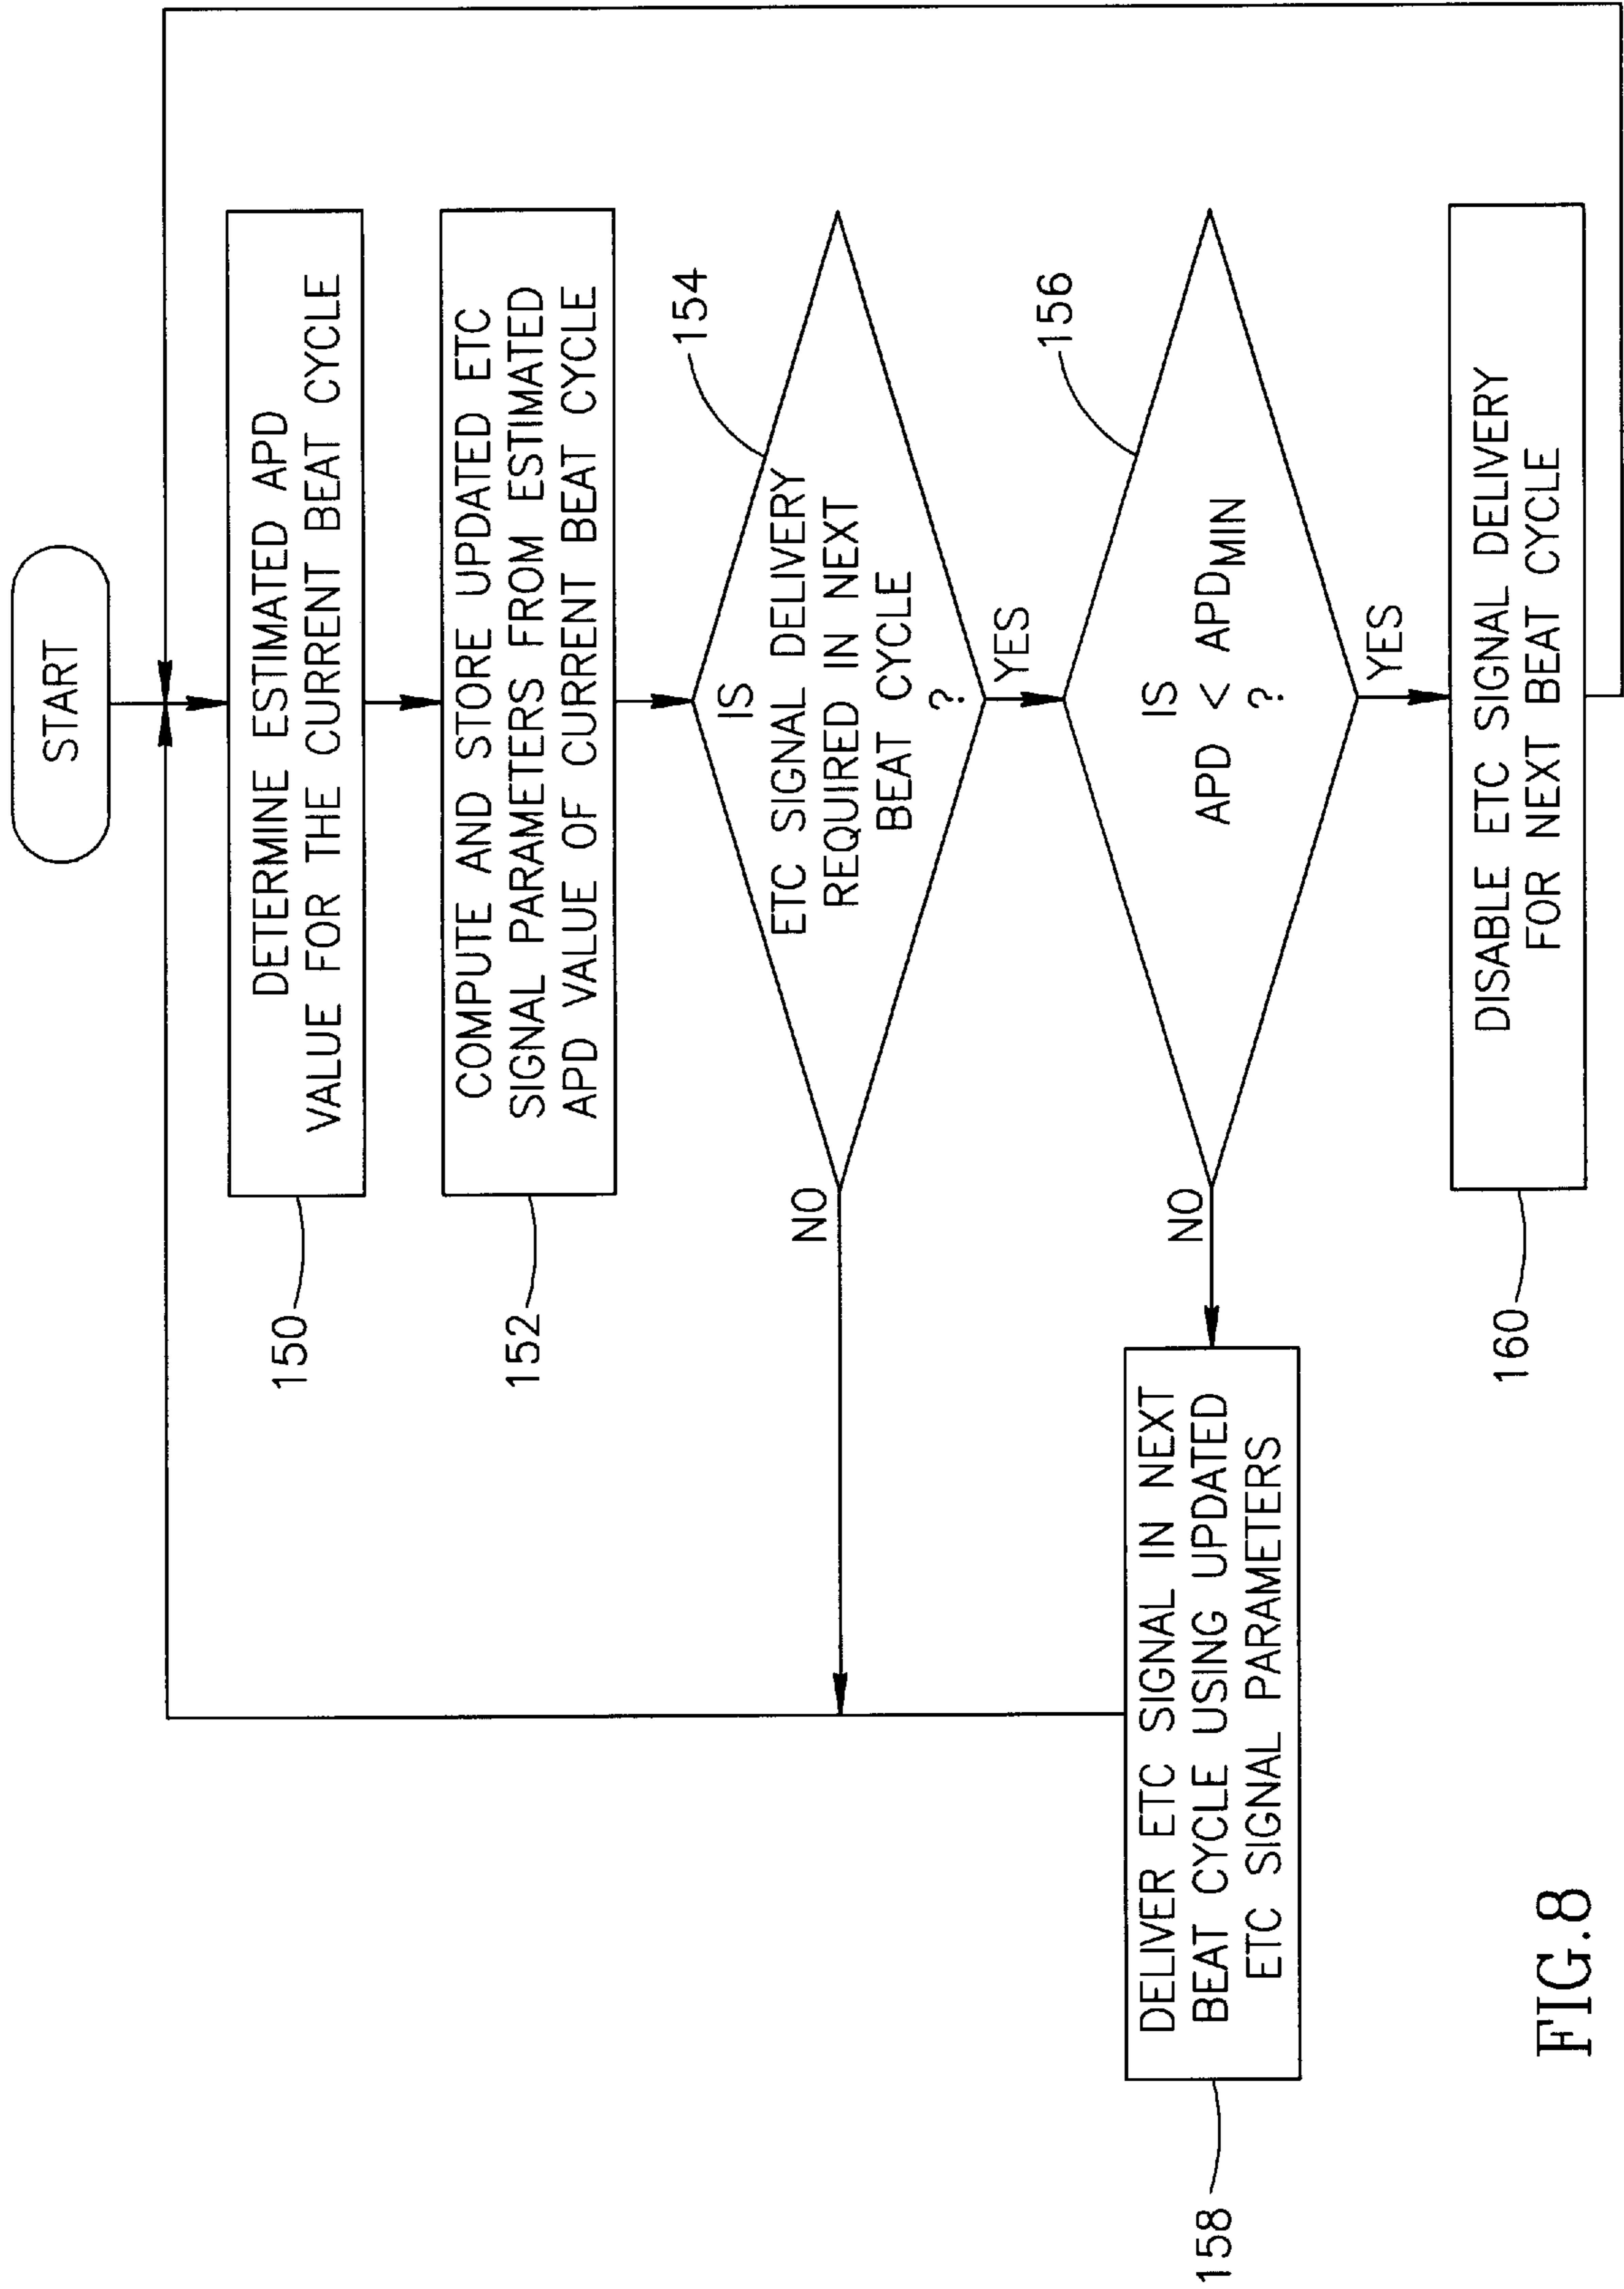 START
DETERMINE ESTIMATED APD
VALUE FOR THE CURRENT BEAT CYCLE
150
COMPUTE AND STORE UPDATED ETC
SIGNAL PARAMETERS FROM ESTIMATED
APD VALUE OF CURRENT BEAT CYCLE
152
154
IS
ETC SIGNAL DELIVERY
REQUIRED IN NEXT
BEAT CYCLE
?
NO
YES
156
IS
APD < APDMIN
?
NO
YES
DELIVER ETC SIGNAL IN NEXT
BEAT CYCLE USING UPDATED
ETC SIGNAL PARAMETERS
158
DISABLE ETC SIGNAL DELIVERY
FOR NEXT BEAT CYCLE
160
FIG.8